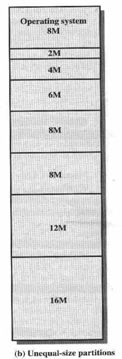 Operating system
8M
2M
4M
6M
8M
8M
12M
16M
(b) Unequal-size partitions